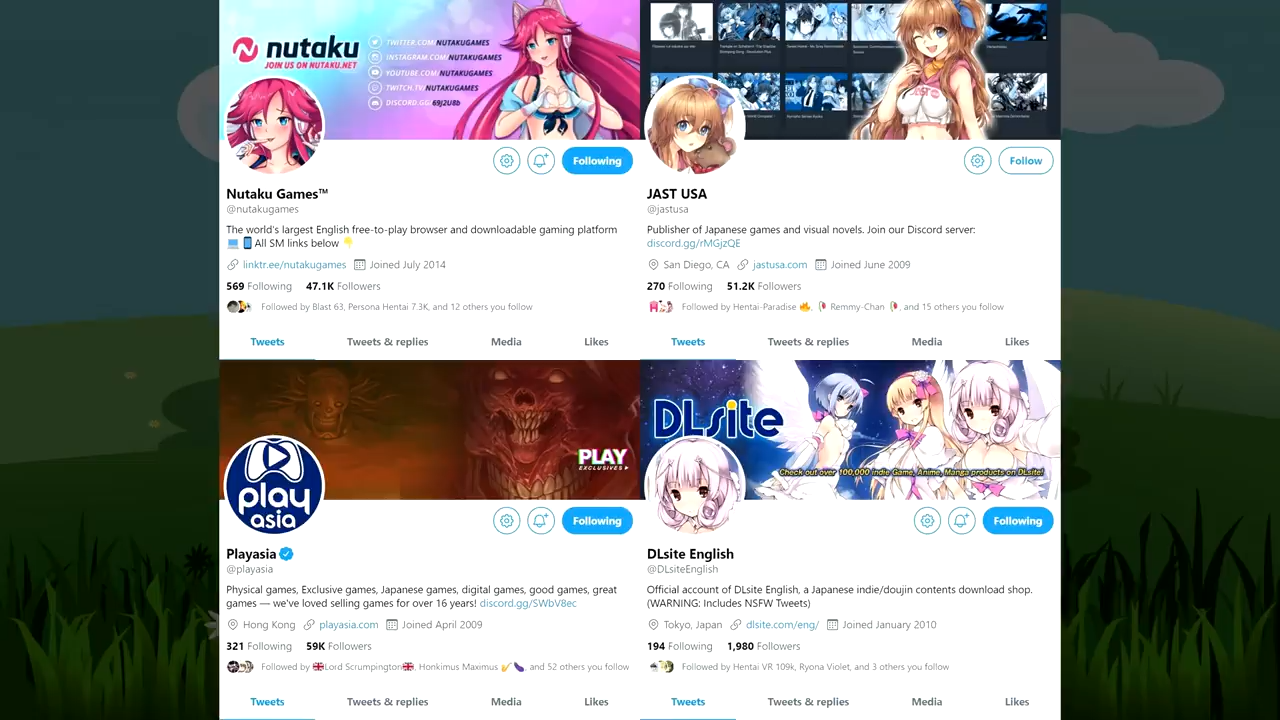 nutaku
JOIN US ON NUTAKU.NET
TWITTER.COM/NUTAKUGAMES
INSTAGRAM.COM/NUTAKUGAMES
YOUTUBE.COM/NUTAKUGAMES
TWITCH.TV/NUTAKUGAMES
DISCORD.GG/69J2U8b
Following
Nutaku Games™
@nutakugames
The world's largest English free-to-play browser and downloadable gaming platform
💻 📱 All SM links below 👇
linktr.ee/nutakugames Joined July 2014
569 Following 47.1K Followers
Followed by Blast 63, Persona Hentai 7.3K, and 12 others you follow
Tweets Tweets & replies Media Likes
JAST
Follow
JAST USA
@jastusa
Publisher of Japanese games and visual novels. Join our Discord server:
discord.gg/rMGjzQE
San Diego, CA jastusa.com Joined June 2009
270 Following 51.2K Followers
Followed by Hentai-Paradise 🔥, Remmy-Chan, and 15 others you follow
Tweets Tweets & replies Media Likes
PLAY
EXCLUSIVES
play
asia
Following
Playasia
@playasia
Physical games, Exclusive games, Japanese games, digital games, good games, great
games — we've loved selling games for over 16 years! discord.gg/SWbV8ec
Hong Kong playasia.com Joined April 2009
321 Following 59K Followers
Followed by 🇬🇧Lord Scrumpington🇬🇧, Honkimus Maximus 🎷🍆, and 52 others you follow
Tweets Tweets & replies Media Likes
DLsite
Check out over 100,000 indie Game, Anime, Manga products on DLsite!
Following
DLsite English
@DLsiteEnglish
Official account of DLsite English, a Japanese indie/doujin contents download shop.
(WARNING: Includes NSFW Tweets)
Tokyo, Japan dlsite.com/eng/ Joined January 2010
194 Following 1,980 Followers
Followed by Hentai VR 109k, Ryona Violet, and 3 others you follow
Tweets Tweets & replies Media Likes